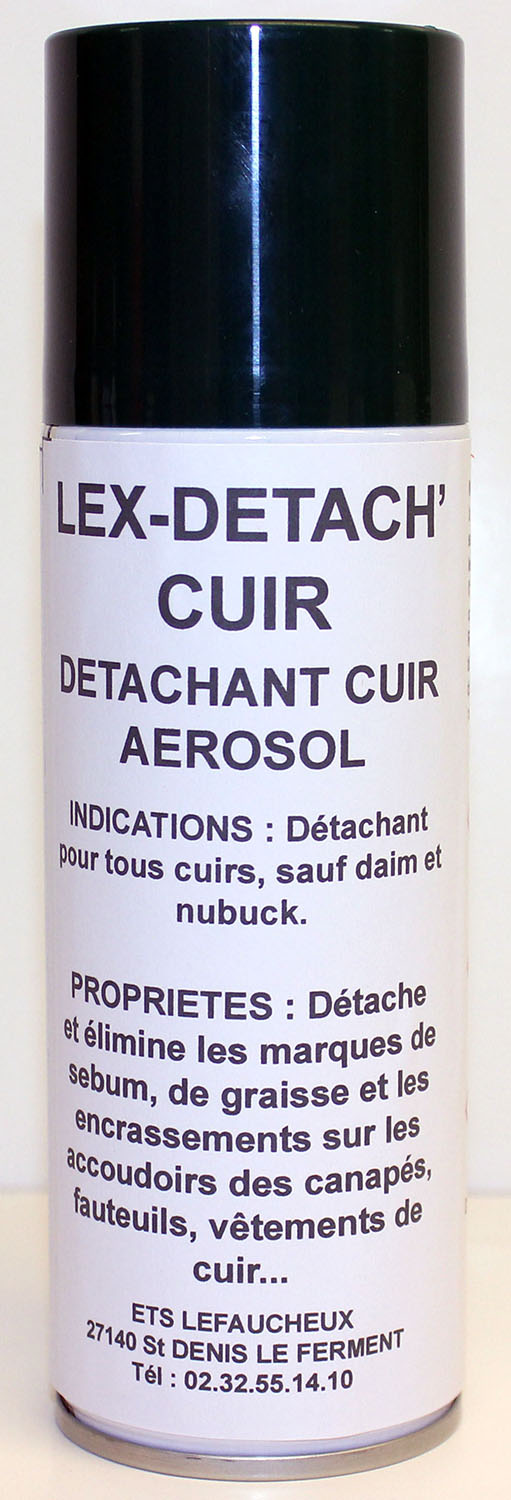 LEX-DETACH'
CUIR
DETACHANT CUIR
AEROSOL
INDICATIONS : Détachant
pour tous cuirs, sauf daim et
nubuck.
PROPRIETES : Détache
et élimine les marques de
sebum, de graisse et les
encrassements sur les
accoudoirs des canapés,
fauteuils, vêtements de
cuir...
ETS LEFAUCHEUX
27140 St DENIS LE FERMENT
Tél : 02.32.55.14.10